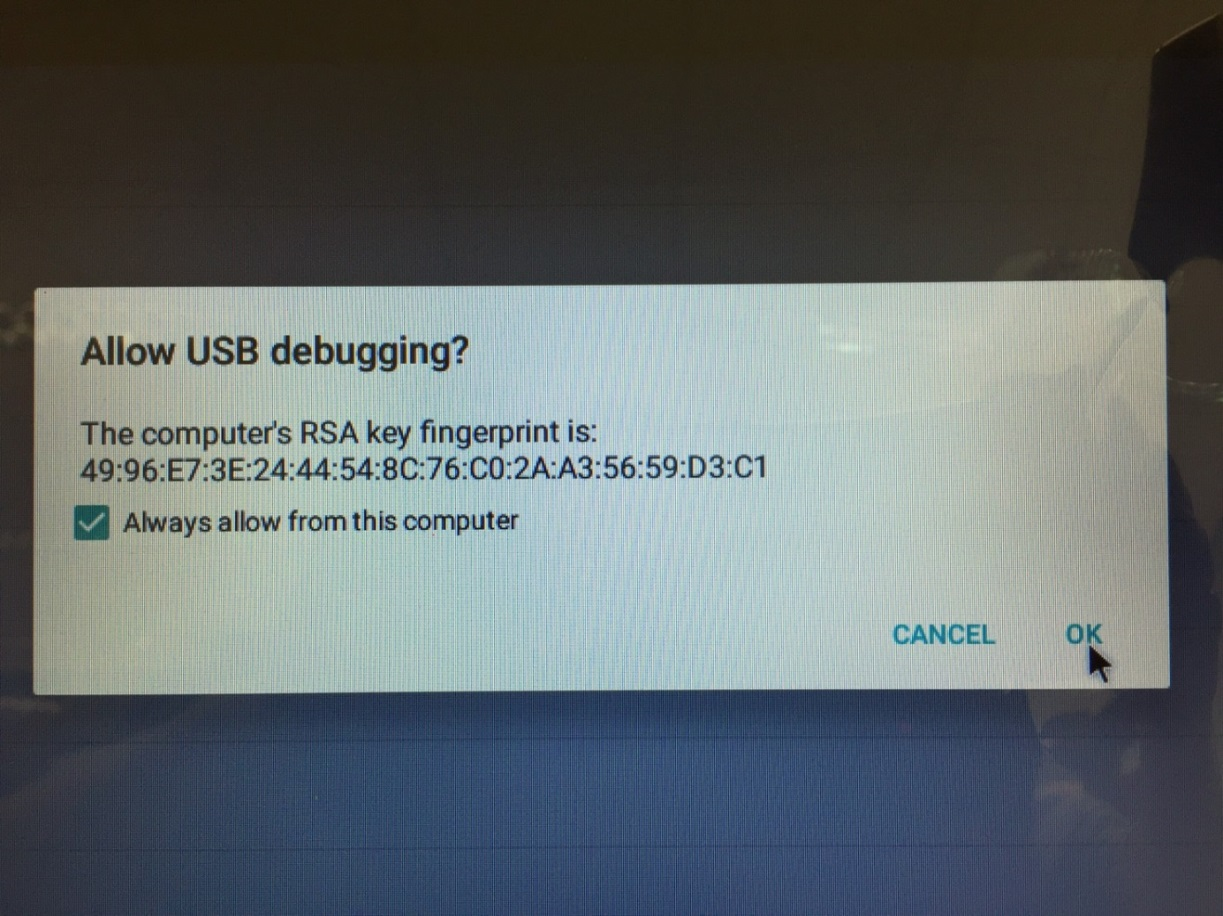 Allow USB debugging?
The computer's RSA key fingerprint is:
49:96:E7:3E:24:44:54:8C:76:C0:2A:A3:56:59:D3:C1
Always allow from this computer
CANCEL OK